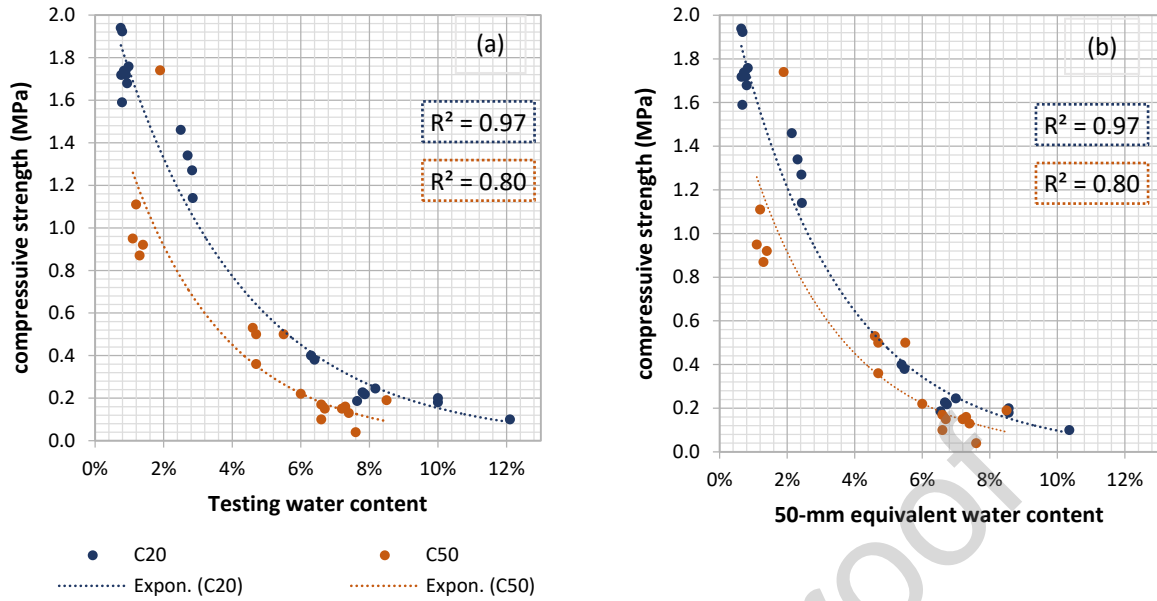 2.0
1.8
1.6
1.4
1.2
1.0
0.8
0.6
0.4
0.2
0.0
compressuive strength (MPa)
(a)
R² = 0.97
R² = 0.80
0% 2% 4% 6% 8% 10% 12%
Testing water content
2.0
1.8
1.6
1.4
1.2
1.0
0.8
0.6
0.4
0.2
0.0
compressuive strength (MPa)
(b)
R² = 0.97
R² = 0.80
0% 2% 4% 6% 8% 10% 12%
50-mm equivalent water content
C20 C50
Expon. (C20) Expon. (C50)
roof